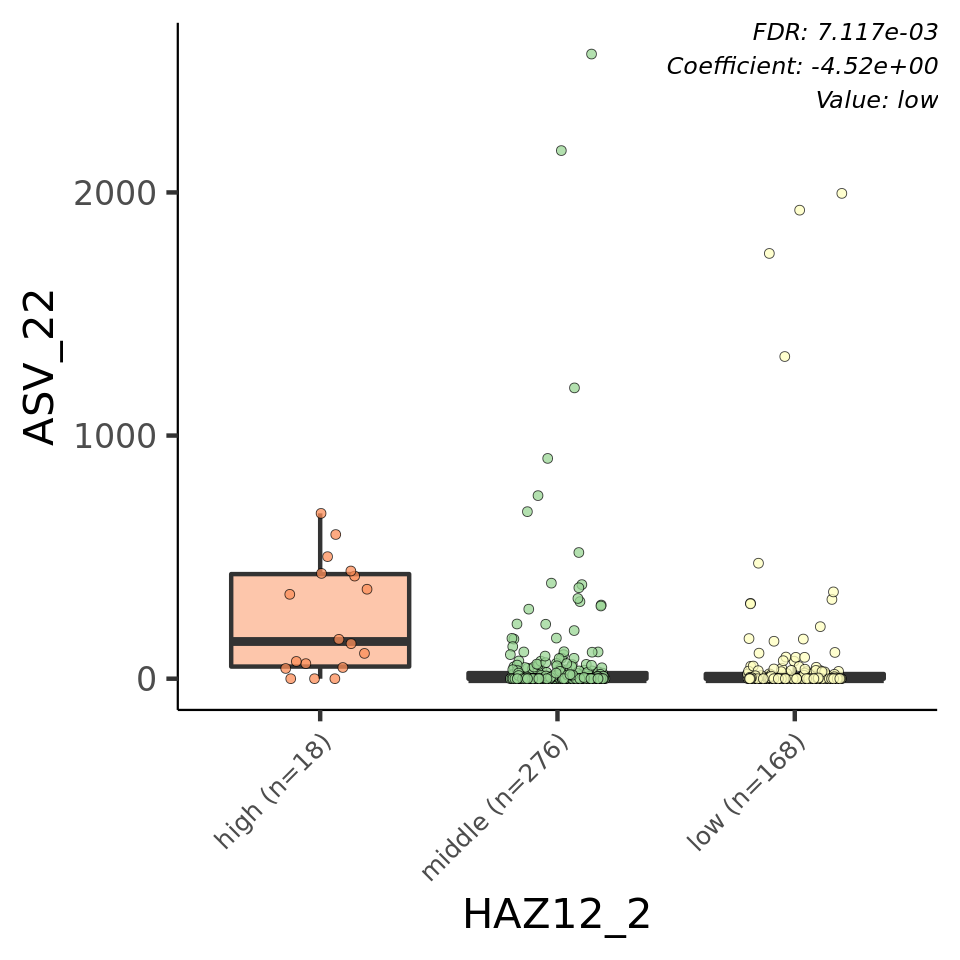 FDR: 7.117e-03
Coefficient: -4.52e+00
Value: low
ASV_22
2000
1000
0
high (n=18)
middle (n=276)
low (n=168)
HAZ12_2